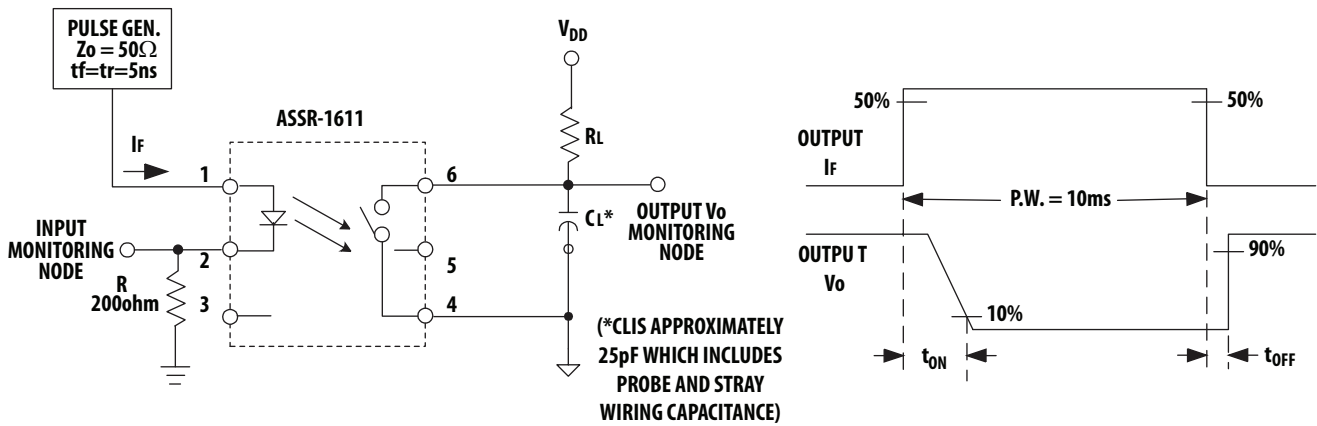 PULSE GEN.
Zo = 50Ω
tf=tr=5ns
IF
ASSR-1611
1
2
3
6
5
4
INPUT
MONITORING
NODE
R
200ohm
VDD
RL
CL*
OUTPUT Vo
MONITORING
NODE
(*CLIS APPROXIMATELY
25pF WHICH INCLUDES
PROBE AND STRAY
WIRING CAPACITANCE)
50%
50%
OUTPUT
IF
P.W. = 10ms
OUTPU T
Vo
90%
10%
tON
tOFF